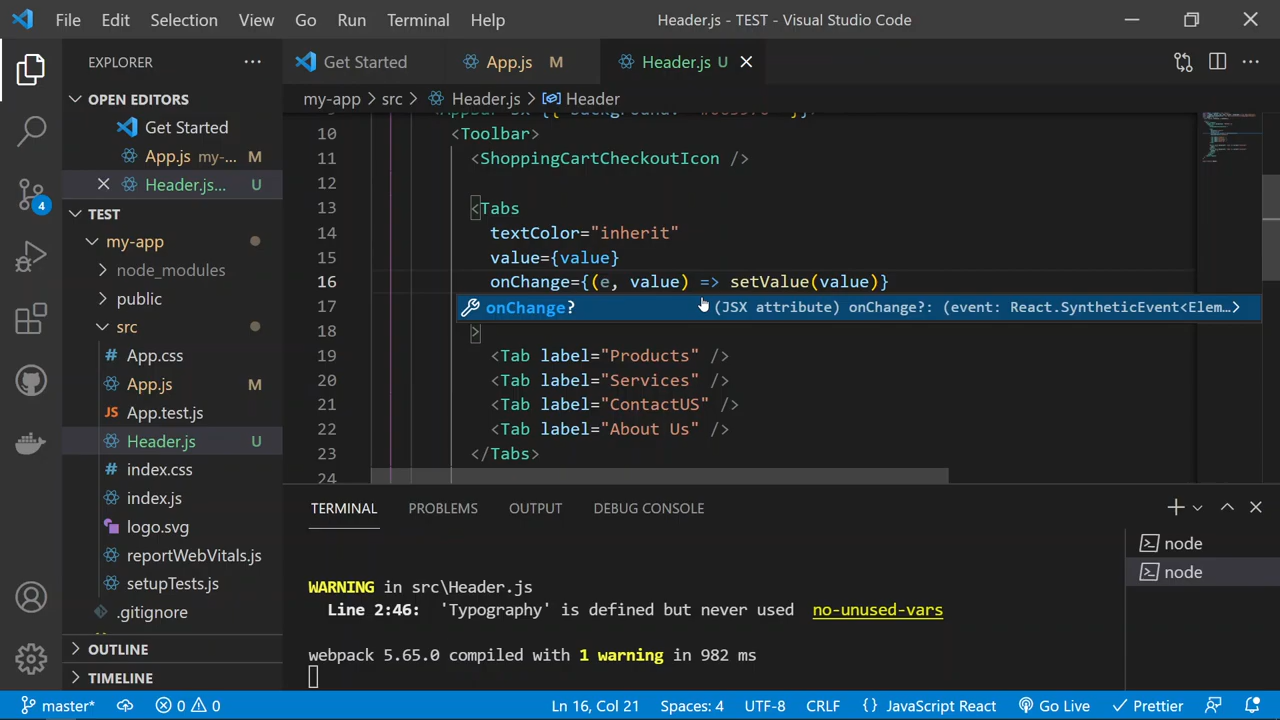 File Edit Selection View Go Run Terminal Help
Header.js - TEST - Visual Studio Code
EXPLORER
OPEN EDITORS
Get Started
App.js my-... M
Header.js... U
TEST
my-app
node_modules
public
src
App.css
App.js M
JS App.test.js
Header.js U
index.css
index.js
logo.svg
reportWebVitals.js
setupTests.js
.gitignore
OUTLINE
TIMELINE
4
Get Started
App.js M
Header.js U
my-app > src > Header.js > Header
10 <Toolbar>
11 <ShoppingCartCheckoutIcon />
12
13 <Tabs
14 textColor="inherit"
15 value={value}
16 onChange={(e, value) => setValue(value)}
17 onChange? (JSX attribute) onChange?: (event: React.SyntheticEvent<Elem…>
18 >
19 <Tab label="Products" />
20 <Tab label="Services" />
21 <Tab label="ContactUS" />
22 <Tab label="About Us" />
23 </Tabs>
24
TERMINAL PROBLEMS OUTPUT DEBUG CONSOLE
node
node
WARNING in src\Header.js
Line 2:46: 'Typography' is defined but never used no-unused-vars
webpack 5.65.0 compiled with 1 warning in 982 ms
master* 0 0 Ln 16, Col 21 Spaces: 4 UTF-8 CRLF {} JavaScript React Go Live Prettier